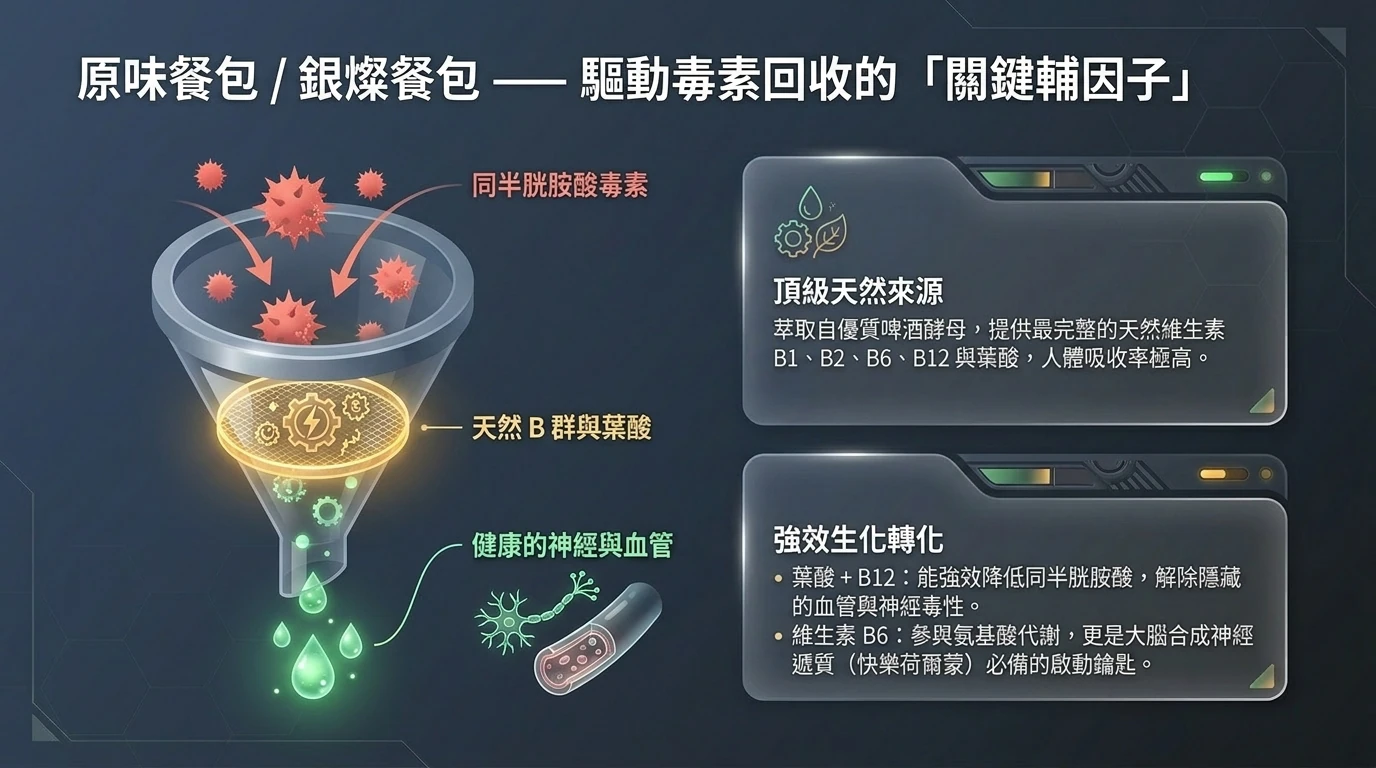 原味餐包 / 銀燦餐包 —— 驅動毒素回收的「關鍵輔因子」
同半胱胺酸毒素
天然 B 群與葉酸
健康的神經與血管
頂級天然來源
萃取自優質啤酒酵母，提供最完整的天然維生素
B1、B2、B6、B12 與葉酸，人體吸收率極高。
強效生化轉化
• 葉酸 + B12：能強效降低同半胱胺酸，解除隱藏
的血管與神經毒性。
• 維生素 B6：參與氨基酸代謝，更是大腦合成神經
遞質（快樂荷爾蒙）必備的啟動鑰匙。